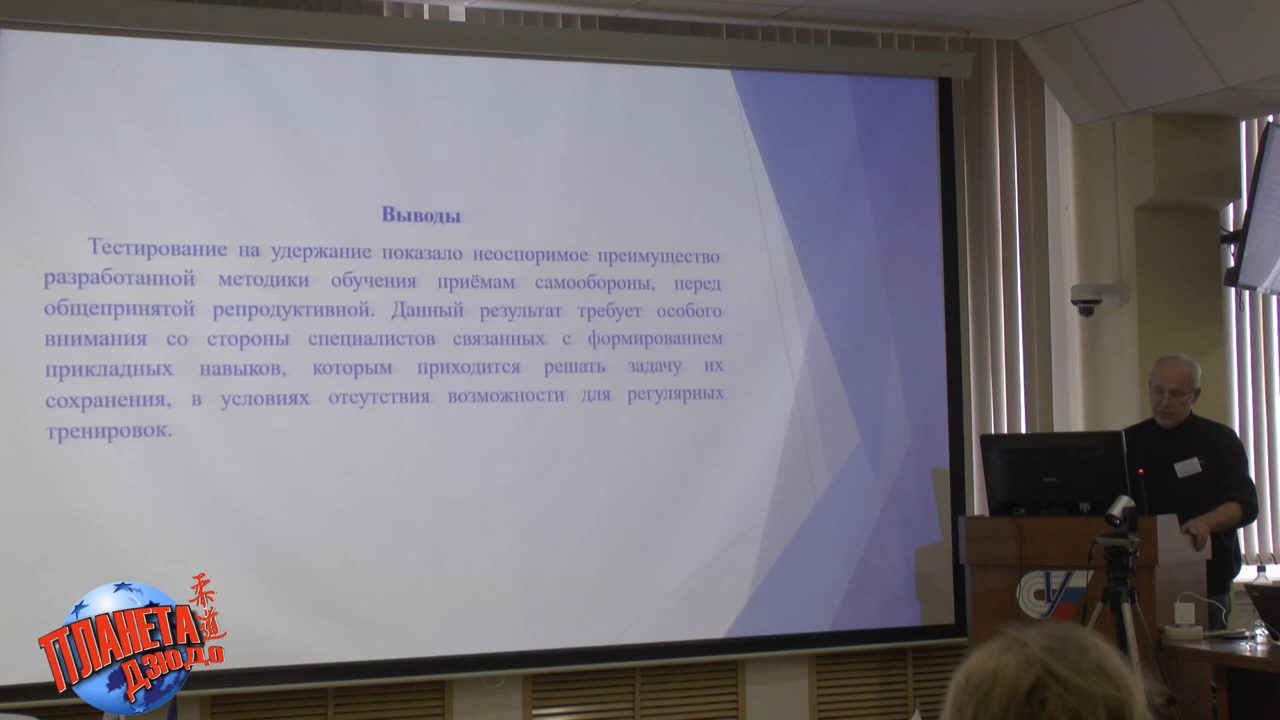 Выводы
Тестирование на удержание показало неоспоримое преимущество
разработанной методики обучения приёмам самообороны, перед
общепринятой репродуктивной. Данный результат требует особого
внимания со стороны специалистов связанных с формированием
прикладных навыков, которым приходится решать задачу их
сохранения, в условиях отсутствия возможности для регулярных
тренировок.
ПЛАНЕТА
ДЗЮДО
柔道